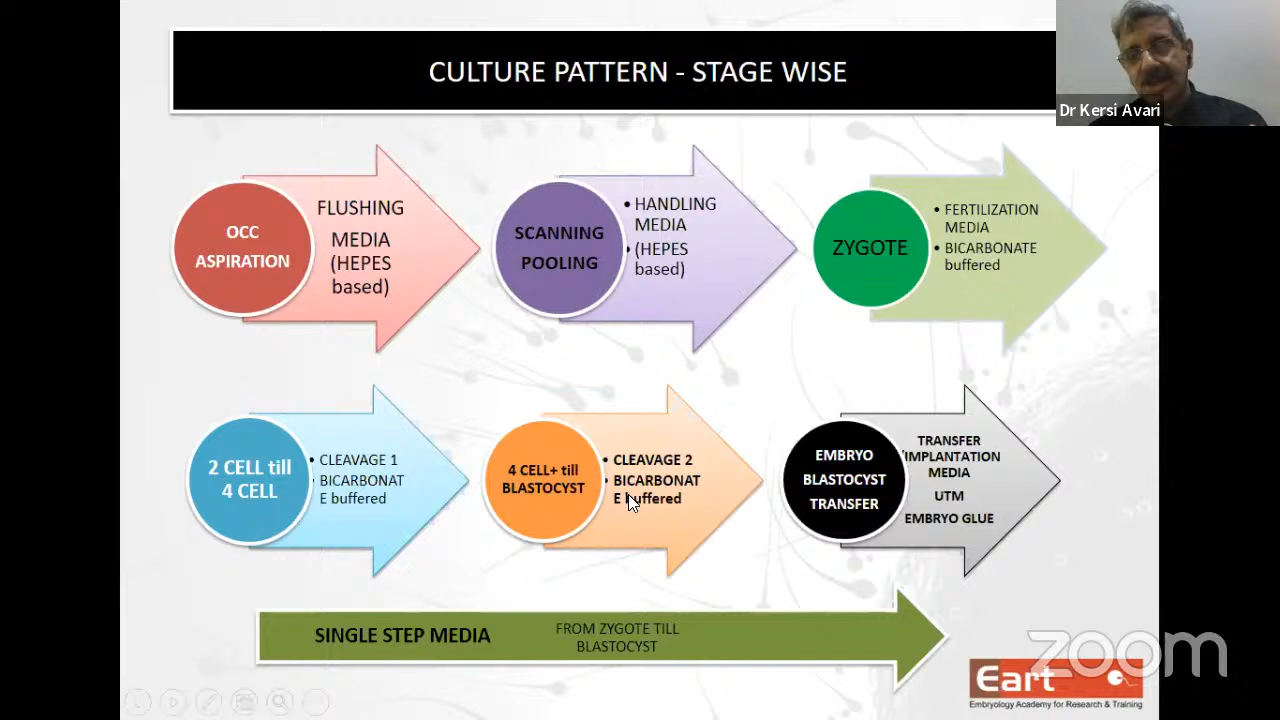 CULTURE PATTERN - STAGE WISE
Dr Kersi Avari
OCC
ASPIRATION
FLUSHING
MEDIA
(HEPES
based)
SCANNING
POOLING
• HANDLING
MEDIA
• (HEPES
based)
ZYGOTE
• FERTILIZATION
MEDIA
• BICARBONATE
buffered
2 CELL till
4 CELL
• CLEAVAGE 1
• BICARBONAT
E buffered
4 CELL+ till
BLASTOCYST
• CLEAVAGE 2
• BICARBONAT
E buffered
EMBRYO
BLASTOCYST
TRANSFER
TRANSFER
/IMPLANTATION
MEDIA
UTM
EMBRYO GLUE
SINGLE STEP MEDIA
FROM ZYGOTE TILL
BLASTOCYST
zoom
Eart
Embryology Academy for Research & Training